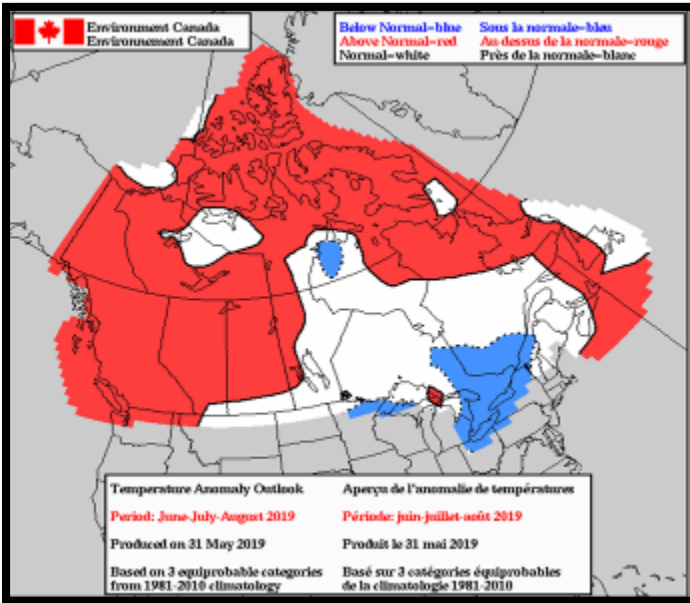 Environment Canada
Environnement Canada
Below Normal=blue Sous la normale=bleu
Above Normal=red Au-dessus de la normale=rouge
Normal=white Près de la normale=blanc
Temperature Anomaly Outlook
Period: June-July-August 2019
Produced on 31 May 2019
Based on 3 equiprobable categories
from 1981-2010 climatology
Aperçu de l'anomalie de températures
Période: juin-juillet-août 2019
Produit le 31 mai 2019
Basé sur 3 catégories équiprobables
de la climatologie 1981-2010